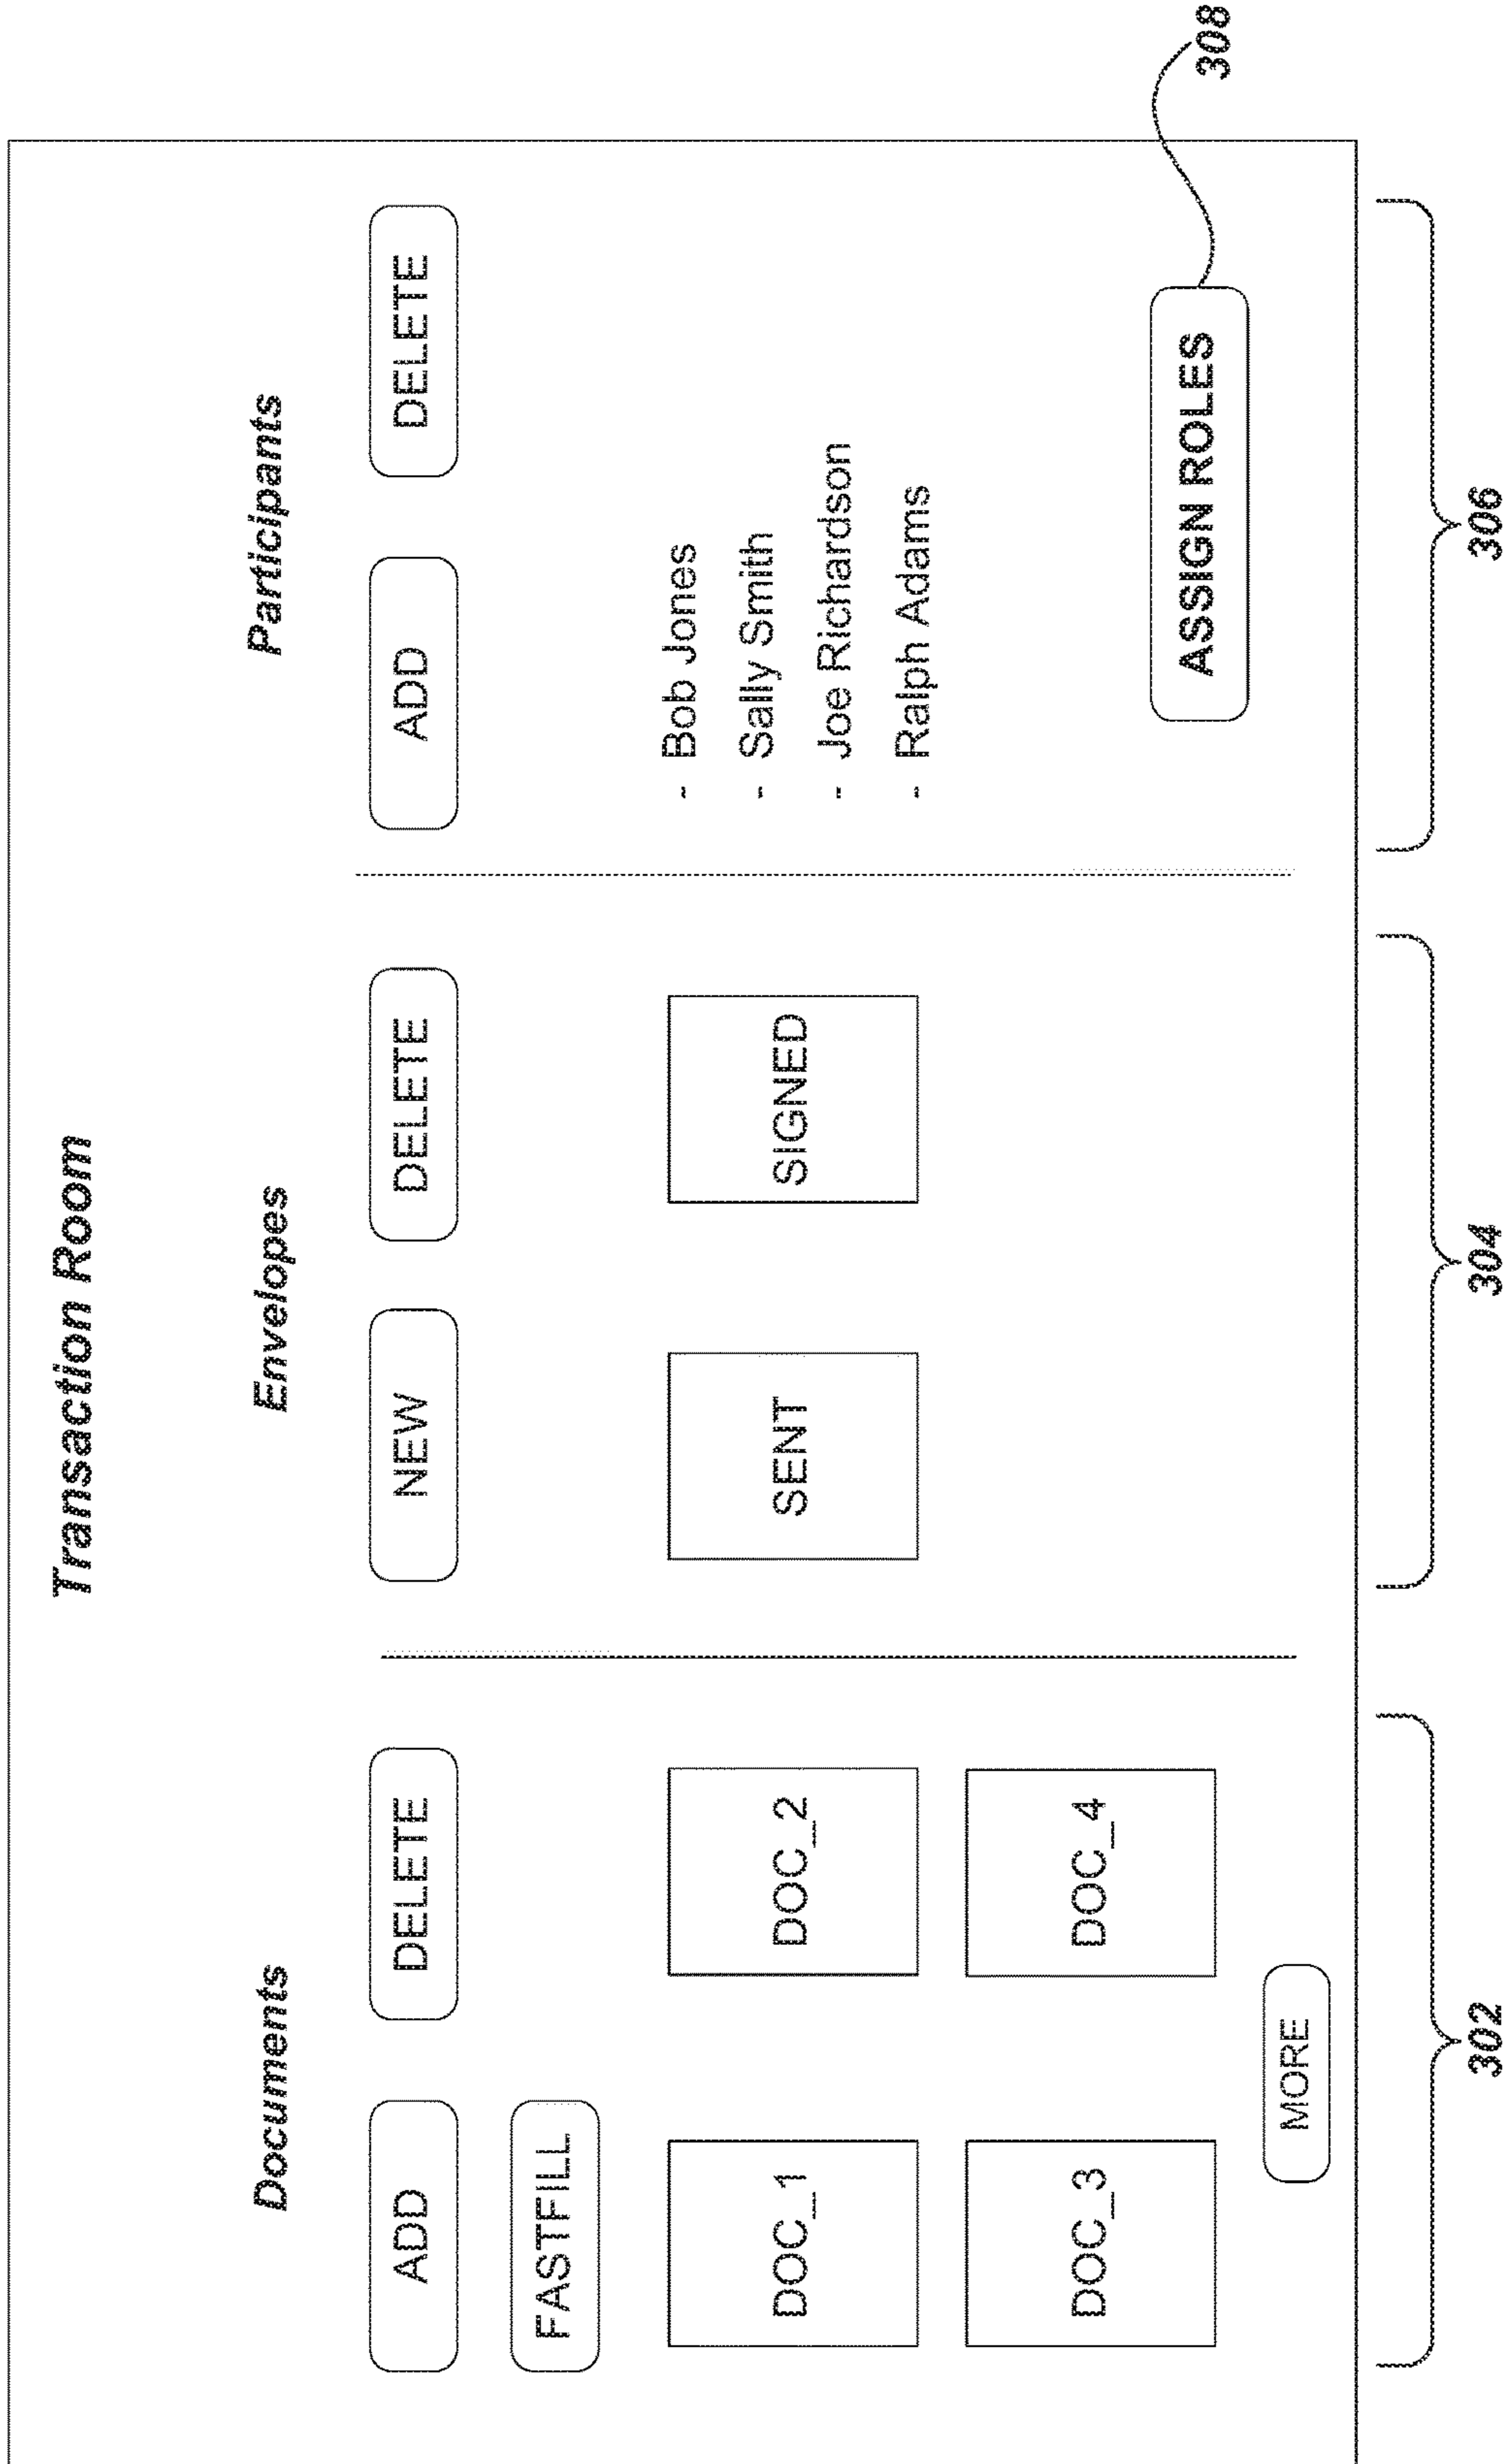 Transaction Room
Documents
ADD
DELETE
FASTFILL
DOC_1
DOC_2
DOC_3
DOC_4
MORE
302
Envelopes
NEW
DELETE
SENT
SIGNED
304
Participants
ADD
DELETE
- Bob Jones
- Sally Smith
- Joe Richardson
- Ralph Adams
ASSIGN ROLES
308
306